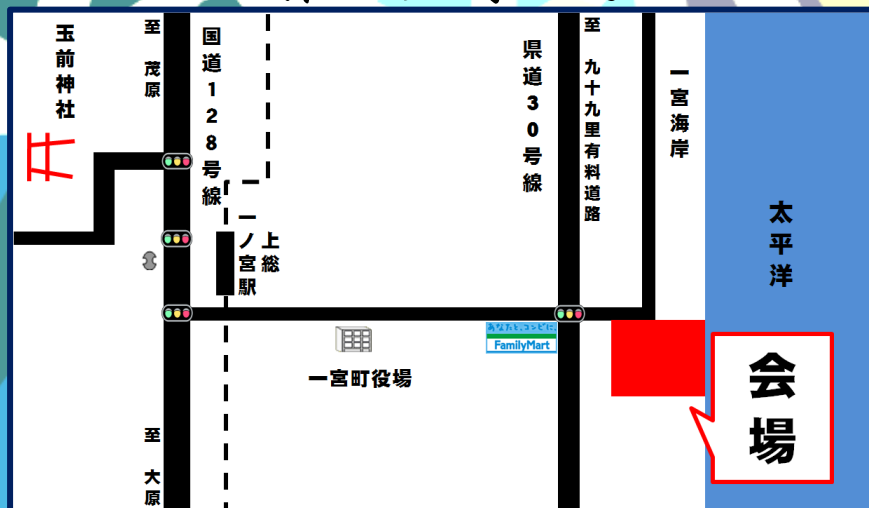 玉前神社
至 茂原
国道128号線
県道30号線
至 九十九里有料道路
一宮海岸
太平洋
上総
一ノ宮駅
一宮町役場
あなたと、コンビに、
FamilyMart
会場
至 大原